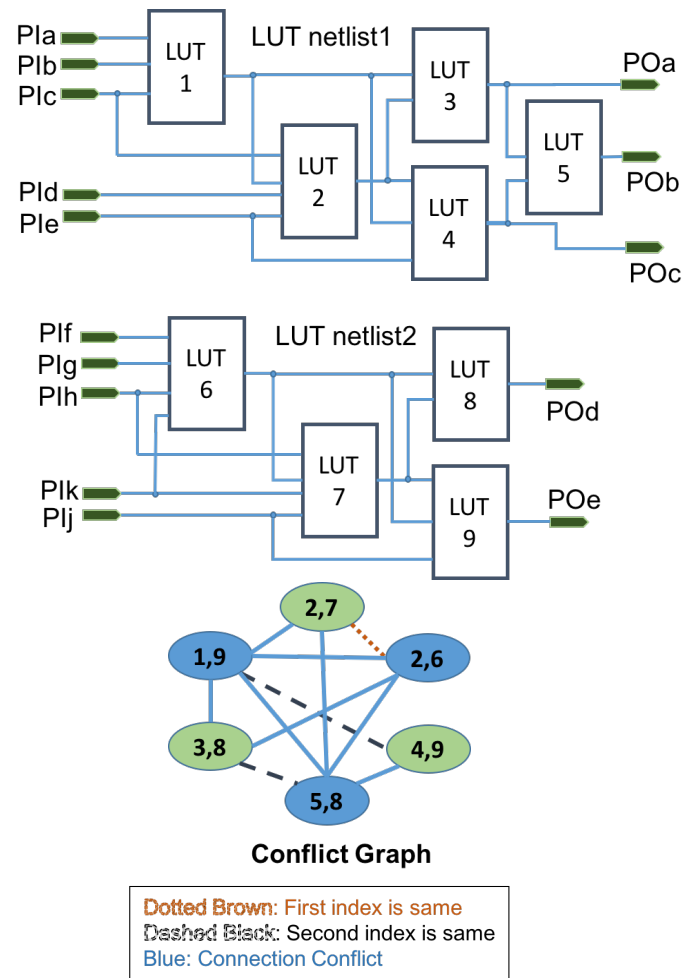 PIa
PIb
PIc
PId
PIe
LUT netlist1
LUT
1
LUT
2
LUT
3
LUT
4
LUT
5
POa
POb
POc
PIf
PIg
PIh
PIk
PIj
LUT netlist2
LUT
6
LUT
7
LUT
8
LUT
9
POd
POe
2,7
1,9
2,6
3,8
4,9
5,8
Conflict Graph
Dotted Brown: First index is same
Dashed Black: Second index is same
Blue: Connection Conflict